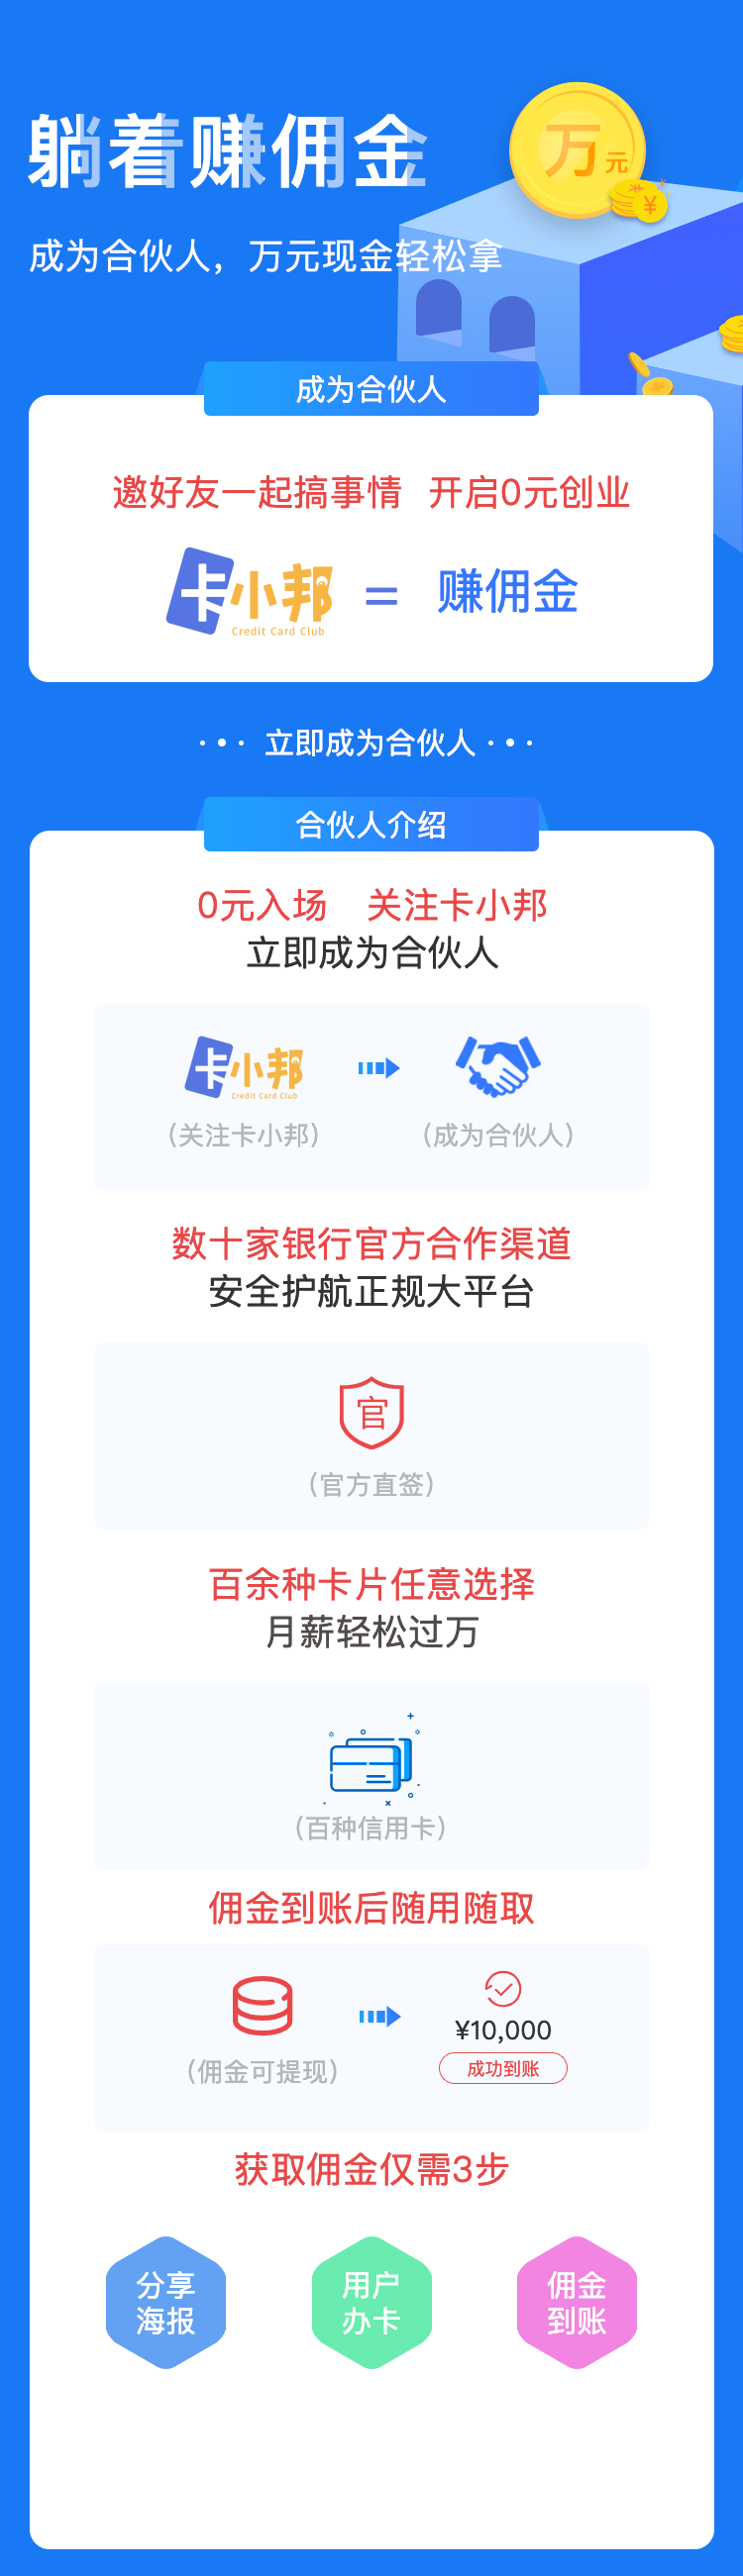 躺着赚佣金
万元
¥
成为合伙人，万元现金轻松拿
成为合伙人
邀好友一起搞事情 开启0元创业
卡小邦 = 赚佣金
Credit Card Club
··· 立即成为合伙人 ···
合伙人介绍
0元入场 关注卡小邦
立即成为合伙人
卡小邦
Credit Card Club
（关注卡小邦） （成为合伙人）
数十家银行官方合作渠道
安全护航正规大平台
官
（官方直签）
百余种卡片任意选择
月薪轻松过万
（百种信用卡）
佣金到账后随用随取
¥10,000
（佣金可提现） 成功到账
获取佣金仅需3步
分享 用户 佣金
海报 办卡 到账